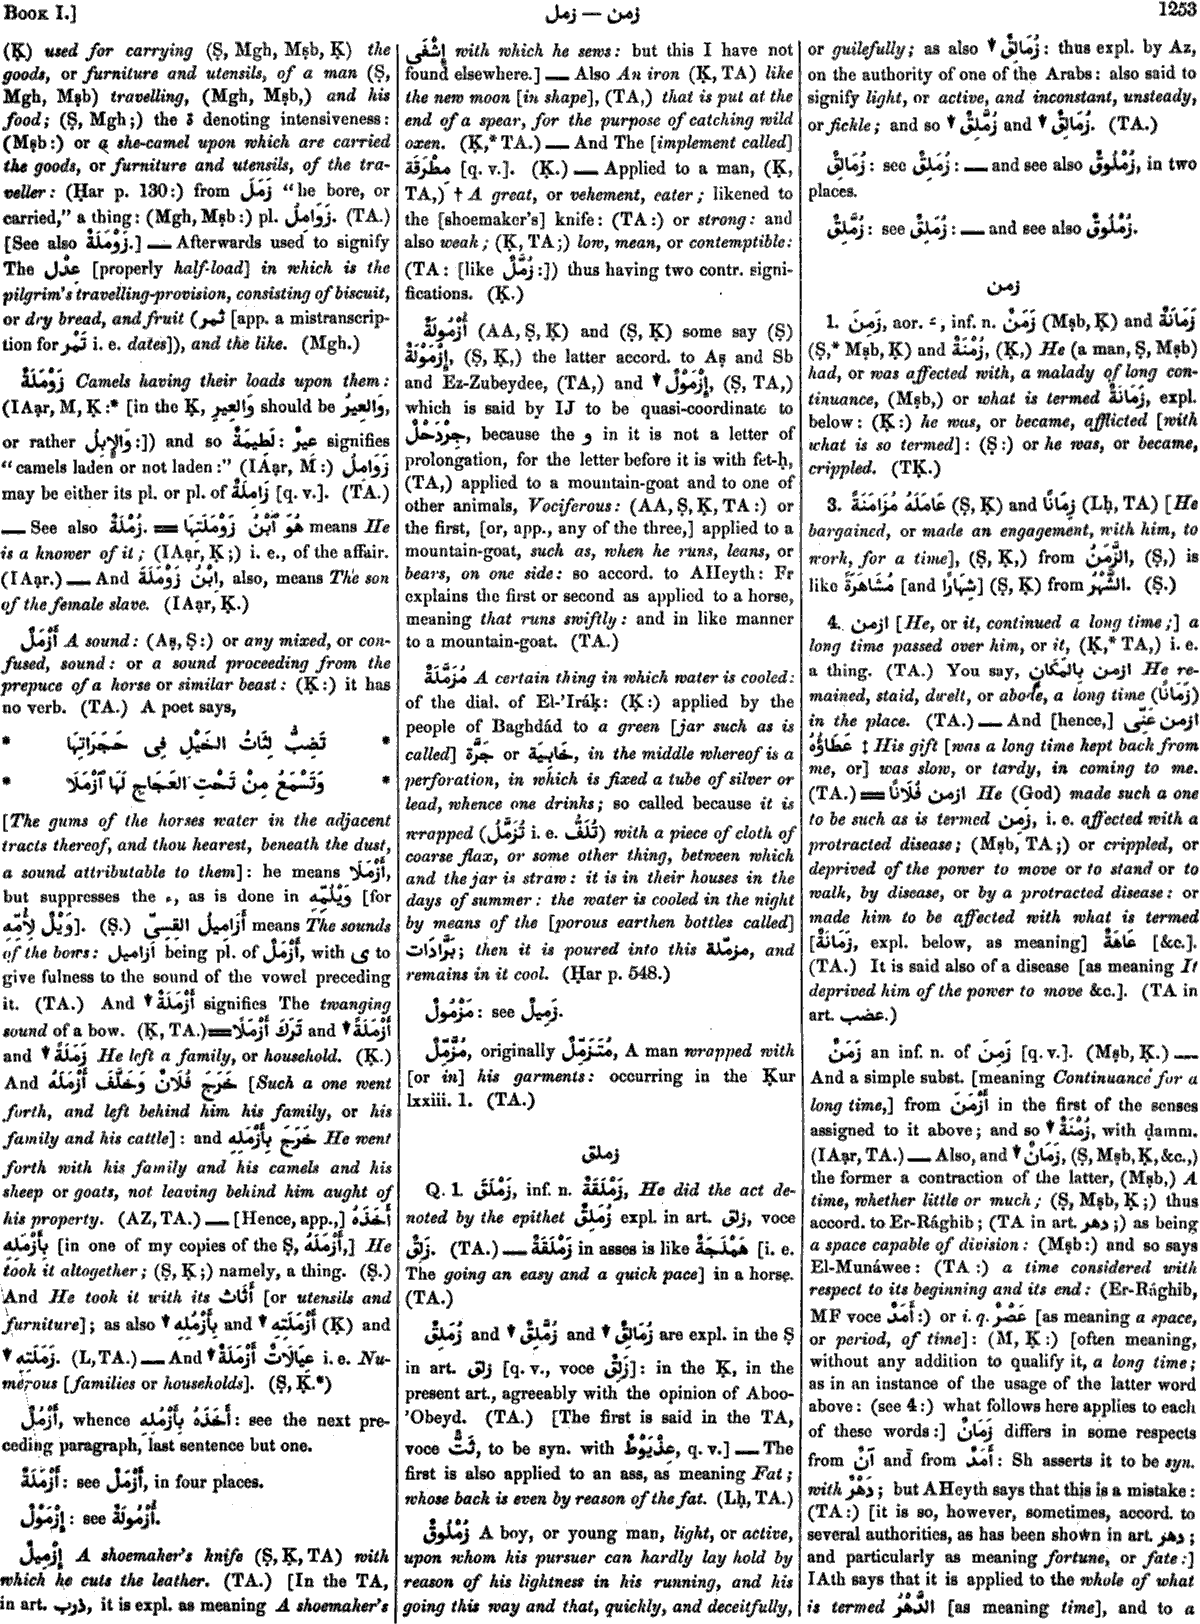 Book I.]
زمل — زمن
1253
(Ḳ) used for carrying (Ṣ, Mgh, Mṣb, Ḳ) the
goods, or furniture and utensils, of a man (Ṣ,
Mgh, Mṣb) travelling, (Mgh, Mṣb,) and his
food; (Ṣ, Mgh;) the ة denoting intensiveness:
(Mṣb:) or a she-camel upon which are carried
the goods, or furniture and utensils, of the tra-
veller: (Ḥar p. 130:) from زَمَلَ “he bore, or
carried,” a thing: (Mgh, Mṣb:) pl. زَوَامِلُ. (TA.)
[See also زَوْمَلَةٌ.] — Afterwards used to signify
The عِدْل [properly half-load] in which is the
pilgrim's travelling-provision, consisting of biscuit,
or dry bread, and fruit (ثمر [app. a mistranscrip-
tion for تَمْر i. e. dates]), and the like. (Mgh.)
زَوْمَلَةٌ Camels having their loads upon them:
(IAạr, M, Ḳ:* [in the Ḳ, وَالعِيرِ should be وَالعِيرُ,
or rather وَالإِبِلُ:]) and so لَطِيمَةٌ: عِيرٌ signifies
“camels laden or not laden:” (IAạr, M:) زَوَامِلُ
may be either its pl. or pl. of زَامِلَةٌ [q. v.]. (TA.)
— See also زُمْلَةٌ. == هُوَ ٱبْنُ زَوْمَلَتِهَا means He
is a knower of it; (IAạr, Ḳ;) i. e., of the affair.
(IAạr.) — And اِبْنُ زَوْمَلَةَ, also, means The son
of the female slave. (IAạr, Ḳ.)
أَزْمَلٌ A sound: (Aṣ, Ṣ:) or any mixed, or con-
fused, sound: or a sound proceeding from the
prepuce of a horse or similar beast: (Ḳ:) it has
no verb. (TA.) A poet says,
* تَضِبُّ لِثَاتُ الخَيْلِ فِى حَجَرَاتِهَا *
* وَتَسْمَعُ مِنْ تَحْتِ العَجَاجِ لَهَا ٱزْمَلَا *
[The gums of the horses water in the adjacent
tracts thereof, and thou hearest, beneath the dust,
a sound attributable to them]: he means أَزْمَلَا,
but suppresses the ء, as is done in وَيْلُمِّهِ [for
وَيْلٌ لِأُمِّهِ]. (Ṣ.) أَزَامِيلُ القِسِىِّ means The sounds
of the bows: ازاميل being pl. of أَزْمَلٌ, with ى to
give fulness to the sound of the vowel preceding
it. (TA.) And ▼ أَزْمَلَةٌ signifies The twanging
sound of a bow. (Ḳ, TA.) == تَرَكَ أَزْمَلًا and ▼ أَزْمَلَةً
and ▼ زَمَلَةً He left a family, or household. (Ḳ.)
And خَرَجَ فُلَانٌ وَخَلَّفَ أَزْمَلَهُ [Such a one went
forth, and left behind him his family, or his
family and his cattle]: and خَرَجَ بِأَزْمَلِهِ He went
forth with his family and his camels and his
sheep or goats, not leaving behind him aught of
his property. (AZ, TA.) — [Hence, app.,] أَخَذَهُ
بِأَزْمَلِهِ [in one of my copies of the Ṣ, أَزْمَلَهُ,] He
took it altogether; (Ṣ, Ḳ;) namely, a thing. (Ṣ.)
And He took it with its أَثَاث [or utensils and
furniture]; as also ▼ بِأَزْمُلِهِ and ▼ أَزْمَلَتِهِ (Ḳ) and
▼ زَمَلَتِهِ. (L, TA.) — And ▼ عِيَالَاتٌ أَزْمَلَةٌ i. e. Nu-
merous [families or households]. (Ṣ, Ḳ.*)
أَزْمُلٌ, whence أَخَذَهُ بِأَزْمُلِهِ: see the next pre-
ceding paragraph, last sentence but one.
أَزْمَلَةٌ: see أَزْمَلٌ, in four places.
إِزْمَوْلٌ: see أُزْمُولَةٌ.
إِزْمِيلٌ A shoemaker's knife (Ṣ, Ḳ, TA) with
which he cuts the leather. (TA.) [In the TA,
in art. ذرب, it is expl. as meaning A shoemaker's
إِشْفَى with which he sews: but this I have not
found elsewhere.] — Also An iron (Ḳ, TA) like
the new moon [in shape], (TA,) that is put at the
end of a spear, for the purpose of catching wild
oxen. (Ḳ,* TA.) — And The [implement called]
مِطْرَقَة [q. v.]. (Ḳ.) — Applied to a man, (Ḳ,
TA,) † A great, or vehement, eater; likened to
the [shoemaker's] knife: (TA:) or strong: and
also weak; (Ḳ, TA;) low, mean, or contemptible:
(TA: [like زُمَّلٌ:]) thus having two contr. signi-
fications. (Ḳ.)
أُزْمُولَةٌ (AA, Ṣ, Ḳ) and (Ṣ, Ḳ) some say (Ṣ)
إِزْمَوْلَةٌ, (Ṣ, Ḳ,) the latter accord. to Aṣ and Sb
and Ez-Zubeydee, (TA,) and ▼ إِزْمَوْلٌ, (Ṣ, TA,)
which is said by IJ to be quasi-coordinate to
جِرْدَحْلٌ, because the و in it is not a letter of
prolongation, for the letter before it is with fet-ḥ,
(TA,) applied to a mountain-goat and to one of
other animals, Vociferous: (AA, Ṣ, Ḳ, TA:) or
the first, [or, app., any of the three,] applied to a
mountain-goat, such as, when he runs, leans, or
bears, on one side: so accord. to AHeyth: Fr
explains the first or second as applied to a horse,
meaning that runs swiftly: and in like manner
to a mountain-goat. (TA.)
مُزَمَّلَةٌ A certain thing in which water is cooled:
of the dial. of El-'Iráḳ: (Ḳ:) applied by the
people of Baghdád to a green [jar such as is
called] جَرَّة or خَابِيَة, in the middle whereof is a
perforation, in which is fixed a tube of silver or
lead, whence one drinks; so called because it is
wrapped (تُزَمَّلُ i. e. تُلَفُّ) with a piece of cloth of
coarse flax, or some other thing, between which
and the jar is straw: it is in their houses in the
days of summer: the water is cooled in the night
by means of the [porous earthen bottles called]
بَرَّادَات; then it is poured into this مزمّلة, and
remains in it cool. (Ḥar p. 548.)
مَزْمُولٌ: see زَمِيلٌ.
مُزَّمِّلٌ, originally مُتَزَمِّلٌ, A man wrapped with
[or in] his garments: occurring in the Ḳur
lxxiii. 1. (TA.)
زملق
Q. 1. زَمْلَقَ, inf. n. زَمْلَقَةٌ, He did the act de-
noted by the epithet زُمَلِقٌ expl. in art. زلق, voce
زَلِقٌ. (TA.) — زَمْلَقَةٌ in asses is like هَمْلَجَةٌ [i. e.
The going an easy and a quick pace] in a horse.
(TA.)
زُمَلِقٌ and ▼ زُمَّلِقٌ and ▼ زُمَالِقٌ are expl. in the Ṣ
in art. زلق [q. v., voce زَلِقٌ]: in the Ḳ, in the
present art., agreeably with the opinion of Aboo-
'Obeyd. (TA.) [The first is said in the TA,
voce ثَتٌّ, to be syn. with عِذْيَوْطٌ, q. v.] — The
first is also applied to an ass, as meaning Fat;
whose back is even by reason of the fat. (Lḥ, TA.)
زُمْلُوقٌ A boy, or young man, light, or active,
upon whom his pursuer can hardly lay hold by
reason of his lightness in his running, and his
going this way and that, quickly, and deceitfully,
or guilefully; as also ▼ زُمَالِقٌ: thus expl. by Az,
on the authority of one of the Arabs: also said to
signify light, or active, and inconstant, unsteady,
or fickle; and so ▼ زُمَّلِقٌ and ▼ زُمَالِقٌ. (TA.)
زُمَالِقٌ: see زُمَلِقٌ: — and see also زُمْلُوقٌ, in two
places.
زُمَّلِقٌ: see زُمَلِقٌ: — and see also زُمْلُوقٌ.
زمن
1. زَمِنَ, aor. ـَ, inf. n. زَمَنٌ (Mṣb, Ḳ) and زَمَانَةٌ
(Ṣ,* Mṣb, Ḳ) and زُمْنَةٌ, (Ḳ,) He (a man, Ṣ, Mṣb)
had, or was affected with, a malady of long con-
tinuance, (Mṣb,) or what is termed زَمَانَةٌ, expl.
below: (Ḳ:) he was, or became, afflicted [with
what is so termed]: (Ṣ:) or he was, or became,
crippled. (TḲ.)
3. عَامَلَهُ مُزَامَنَةً (Ṣ, Ḳ) and زِمَانًا (Lḥ, TA) [He
bargained, or made an engagement, with him, to
work, for a time], (Ṣ, Ḳ,) from الزَّمَنُ, (Ṣ,) is
like مُشَاهَرَةً [and شِهَارًا] (Ṣ, Ḳ) from الشَّهْرُ. (Ṣ.)
4. ازمن [He, or it, continued a long time;] a
long time passed over him, or it, (Ḳ,* TA,) i. e.
a thing. (TA.) You say, ازمن بِالمَكَانِ He re-
mained, staid, dwelt, or abode, a long time (زَمَانًا)
in the place. (TA.) — And [hence,] ازمن عَنِّى
عَطَاؤُهُ ‡ His gift [was a long time kept back from
me, or] was slow, or tardy, in coming to me.
(TA.) == ازمن فُلَانًا He (God) made such a one
to be such as is termed زَمِن, i. e. affected with a
protracted disease; (Mṣb, TA;) or crippled, or
deprived of the power to move or to stand or to
walk, by disease, or by a protracted disease: or
made him to be affected with what is termed
[زَمَانَةٌ, expl. below, as meaning] عَاهَةٌ [&c.].
(TA.) It is said also of a disease [as meaning It
deprived him of the power to move &c.]. (TA in
art. عضب.)
زَمَنٌ an inf. n. of زَمِنَ [q. v.]. (Mṣb, Ḳ.) —
And a simple subst. [meaning Continuance for a
long time,] from أَزْمَنَ in the first of the senses
assigned to it above; and so ▼ زُمْنَةٌ, with ḍamm.
(IAạr, TA.) — Also, and ▼ زَمَانٌ, (Ṣ, Mṣb, Ḳ, &c.,)
the former a contraction of the latter, (Mṣb,) A
time, whether little or much; (Ṣ, Mṣb, Ḳ;) thus
accord. to Er-Rághib; (TA in art. دهر;) as being
a space capable of division: (Mṣb:) and so says
El-Munáwee: (TA:) a time considered with
respect to its beginning and its end: (Er-Rághib,
MF voce أَمَدٌ:) or i. q. عَصْرٌ [as meaning a space,
or period, of time]: (M, Ḳ:) [often meaning,
without any addition to qualify it, a long time;
as in an instance of the usage of the latter word
above: (see 4:) what follows here applies to each
of these words:] زَمَانٌ differs in some respects
from آنٌ and from أَمَدٌ: Sh asserts it to be syn.
with دَهْرٌ; but AHeyth says that this is a mistake:
(TA:) [it is so, however, sometimes, accord. to
several authorities, as has been shown in art. دهر;
and particularly as meaning fortune, or fate:]
IAth says that it is applied to the whole of what
is termed الدَّهْرُ [as meaning time], and to a